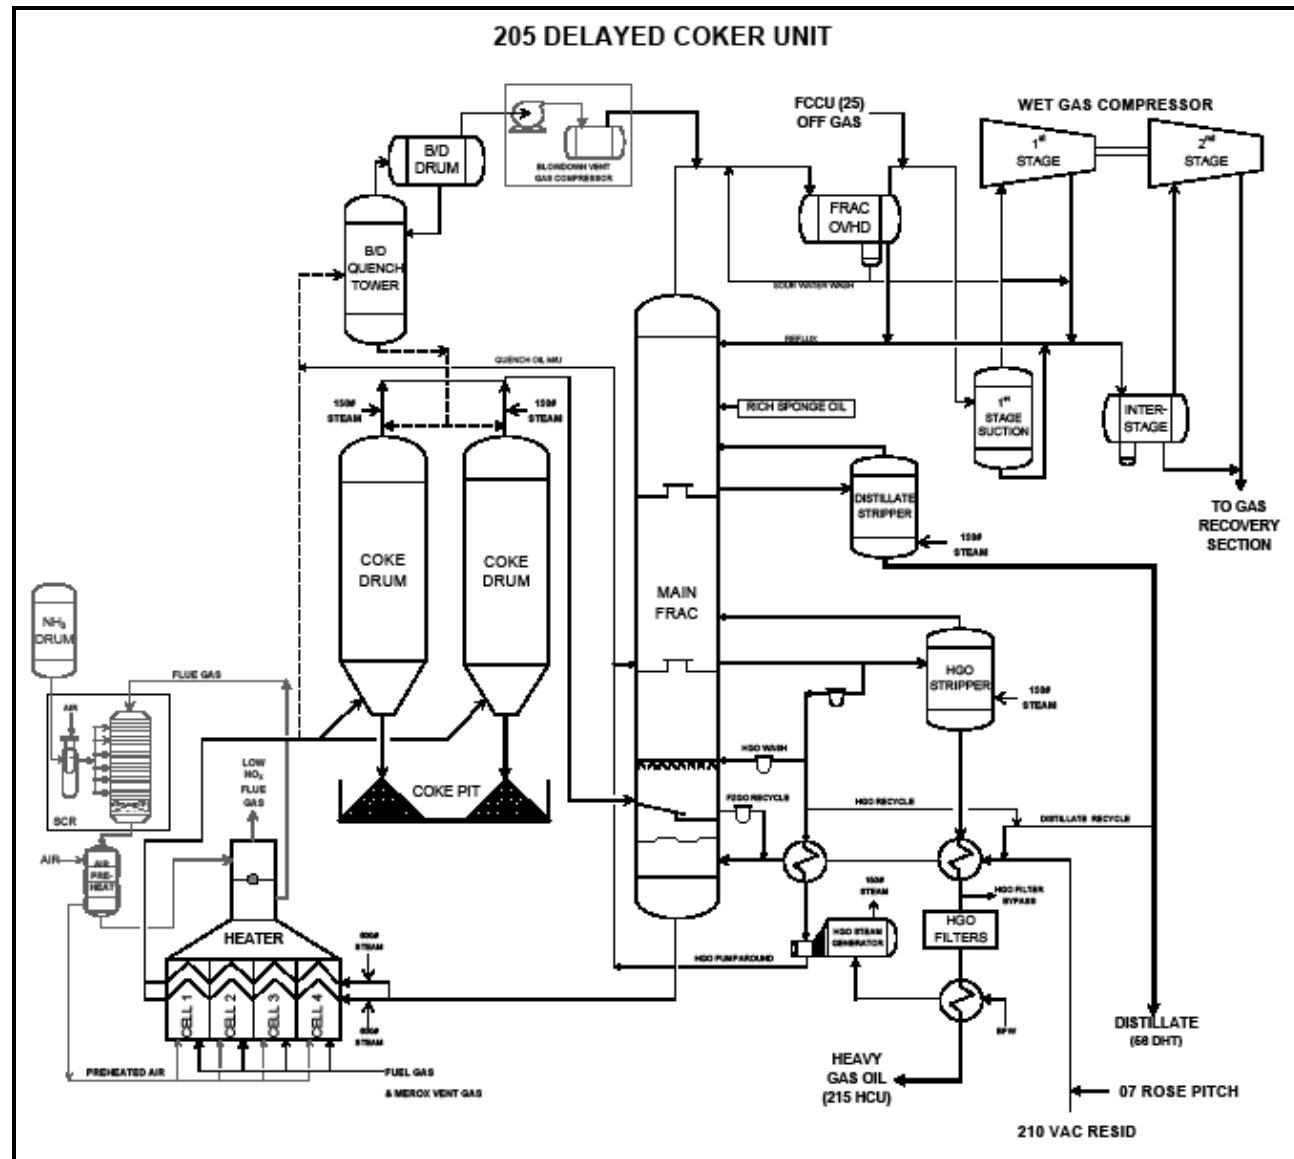 205 DELAYED COKER UNIT
FCCU (25)
OFF GAS
WET GAS COMPRESSOR
1st
STAGE
2nd
STAGE
B/D
DRUM
BLOWDOWN VENT
GAS COMPRESSOR
FRAC
OVHD
B/D
QUENCH
TOWER
SOUR WATER WASH
REFLUX
QUENCH OIL M/U
150#
STEAM
150#
STEAM
RICH SPONGE OIL
1st
STAGE
SUCTION
INTER-
STAGE
DISTILLATE
STRIPPER
150#
STEAM
TO GAS
RECOVERY
SECTION
COKE
DRUM
COKE
DRUM
MAIN
FRAC
NH3
DRUM
FLUE GAS
HGO
STRIPPER
150#
STEAM
AIR
LOW
NOX
FLUE
GAS
COKE PIT
HGO WASH
FZGO RECYCLE
HGO RECYCLE
DISTILLATE RECYCLE
SCR
AIR
AIR
PRE-
HEAT
150#
STEAM
HGO FILTER
BYPASS
HGO
FILTERS
HGO STEAM
GENERATOR
HEATER
600#
STEAM
HGO PUMPAROUND
CELL 1
CELL 2
CELL 3
CELL 4
600#
STEAM
BFW
DISTILLATE
(56 DHT)
PREHEATED AIR
FUEL GAS
& MEROX VENT GAS
HEAVY
GAS OIL
(215 HCU)
07 ROSE PITCH
210 VAC RESID